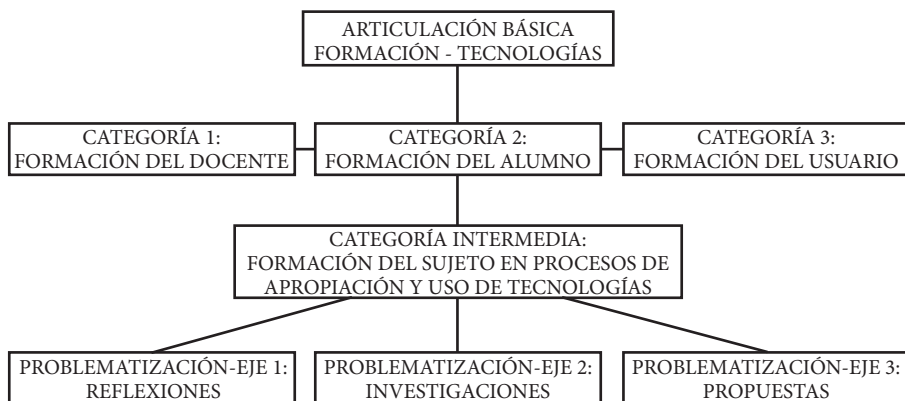 ARTICULACIÓN BÁSICA
FORMACIÓN - TECNOLOGÍAS
CATEGORÍA 1:
FORMACIÓN DEL DOCENTE
CATEGORÍA 2:
FORMACIÓN DEL ALUMNO
CATEGORÍA 3:
FORMACIÓN DEL USUARIO
CATEGORÍA INTERMEDIA:
FORMACIÓN DEL SUJETO EN PROCESOS DE
APROPIACIÓN Y USO DE TECNOLOGÍAS
PROBLEMATIZACIÓN-EJE 1:
REFLEXIONES
PROBLEMATIZACIÓN-EJE 2:
INVESTIGACIONES
PROBLEMATIZACIÓN-EJE 3:
PROPUESTAS